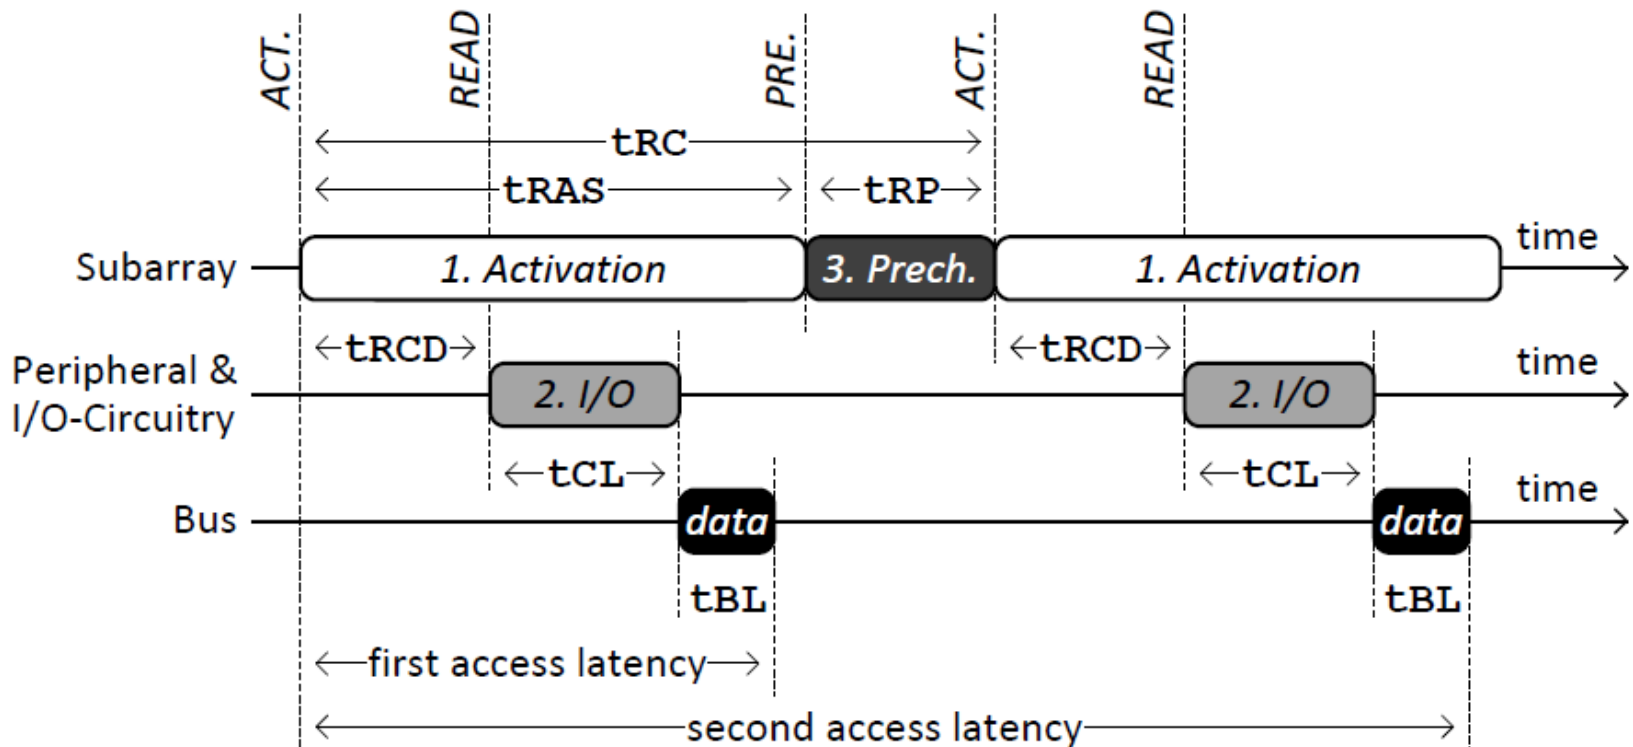 ACT.
READ
PRE.
ACT.
READ
tRC
tRAS
tRP
Subarray
1. Activation
3. Prech.
1. Activation
time
tRCD
tRCD
Peripheral &
I/O-Circuitry
2. I/O
2. I/O
time
tCL
tCL
Bus
data
data
time
tBL
tBL
first access latency
second access latency